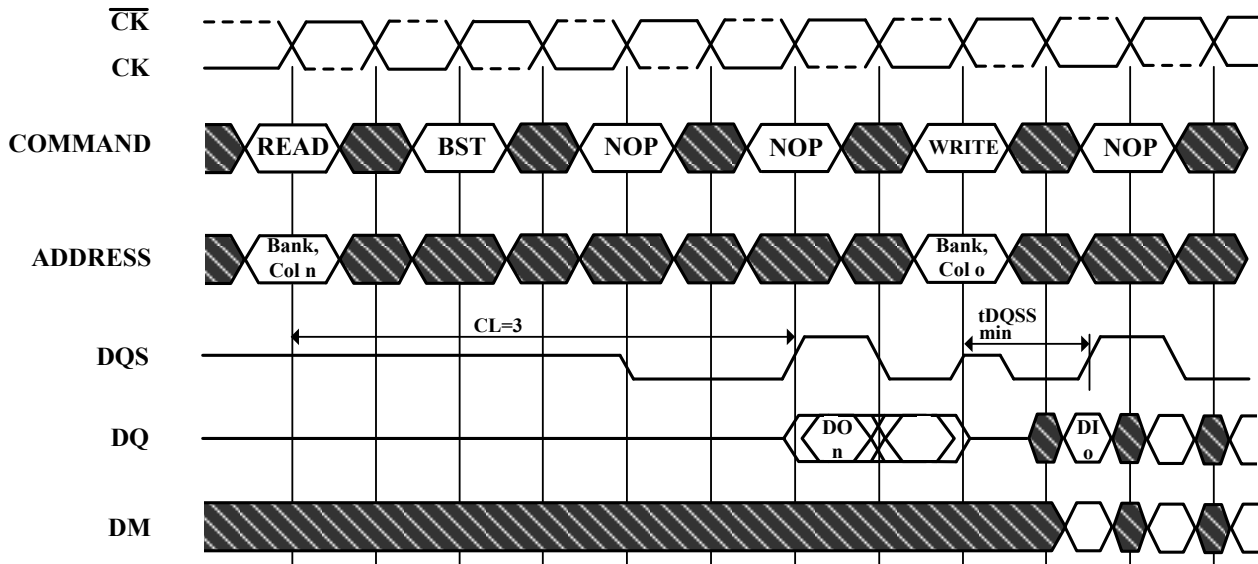 CK
CK
COMMAND
READ
BST
NOP
NOP
WRITE
NOP
ADDRESS
Bank,
Col n
Bank,
Col o
CL=3
tDQSS
min
DQS
DQ
DO
n
DI
o
DM